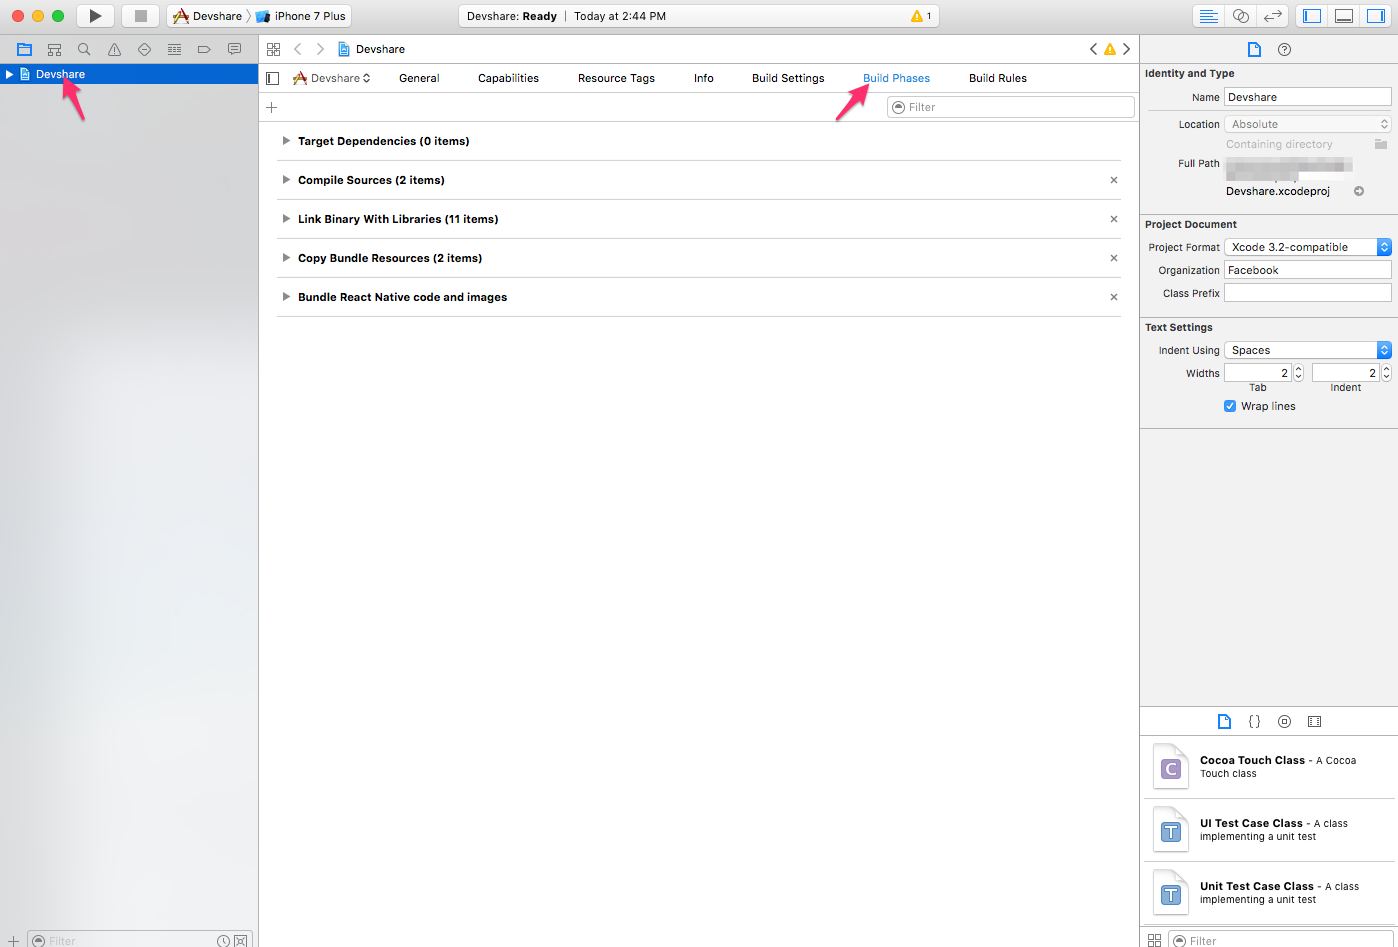 Devshare
iPhone 7 Plus
Devshare: Ready | Today at 2:44 PM
1
Devshare
Devshare
Devshare
General
Capabilities
Resource Tags
Info
Build Settings
Build Phases
Build Rules
Filter
Target Dependencies (0 items)
Compile Sources (2 items)
Link Binary With Libraries (11 items)
Copy Bundle Resources (2 items)
Bundle React Native code and images
Filter
Identity and Type
Name Devshare
Location Absolute
Containing directory
Full Path
Devshare.xcodeproj
Project Document
Project Format Xcode 3.2-compatible
Organization Facebook
Class Prefix
Text Settings
Indent Using Spaces
Widths 2 2
Tab Indent
Wrap lines
C
Cocoa Touch Class - A Cocoa
Touch class
T
UI Test Case Class - A class
implementing a unit test
T
Unit Test Case Class - A class
implementing a unit test
Filter